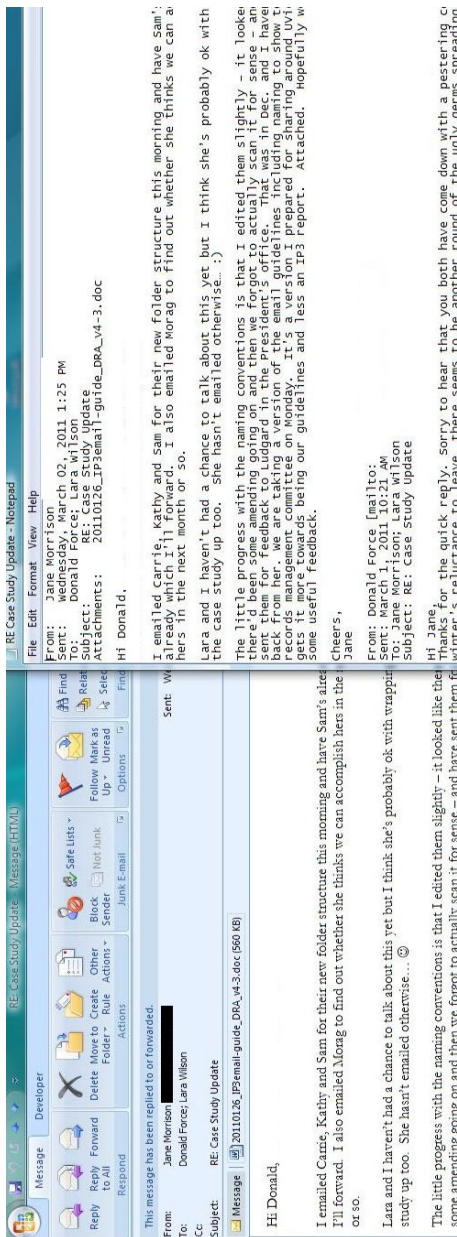 RE: Case Study Update - Message (HTML)
Message
Developer
Reply
Reply to All
Forward
Delete
Move to Folder
Create Rule
Other Actions
Block Sender
Safe Lists
Not Junk
Follow Up
Mark as Unread
Find
Relat
Selec
Respond
Actions
Junk E-mail
Options
Find
This message has been replied to or forwarded.
From: Jane Morrison
Sent: We
To: Donald Force; Lara Wilson
Cc:
Subject: RE: Case Study Update
Message 20110126_IP3email-guide_DRA_v4-3.doc (560 KB)
Hi Donald,
I emailed Carrie, Kathy and Sam for their new folder structure this morning and have Sam's alrea
I'll forward. I also emailed Morag to find out whether she thinks we can accomplish hers in the
or so.
Lara and I haven't had a chance to talk about this yet but I think she's probably ok with wrappin
study up too. She hasn't emailed otherwise… ☺
The little progress with the naming conventions is that I edited them slightly – it looked like ther
some amending going on and then we forgot to actually scan it for sense – and have sent them f
RE Case Study Update - Notepad
File Edit Format View Help
From: Jane Morrison
Sent: Wednesday, March 02, 2011 1:25 PM
To: Donald Force; Lara Wilson
Subject: RE: Case Study Update
Attachments: 20110126_IP3email-guide_DRA_v4-3.doc
Hi Donald,
I emailed Carrie, Kathy and Sam for their new folder structure this morning and have Sam's
already which I'll forward. I also emailed Morag to find out whether she thinks we can ac
hers in the next month or so.
Lara and I haven't had a chance to talk about this yet but I think she's probably ok with
the case study up too. She hasn't emailed otherwise… :)
The little progress with the naming conventions is that I edited them slightly – it looke
there'd been some amending going on and then we forgot to actually scan it for sense – an
sent them for feedback to Ludgard in the President's office. That was in Dec. and I haven
back from her. We are taking a version of the email guidelines including naming to show t
records management committee on Monday. It's a version I prepared for sharing around UVi
gets it more towards being our guidelines and less an IP3 report. Attached. Hopefully w
some useful feedback.
Cheers,
Jane
From: Donald Force [mailto:
Sent: March 1, 2011 10:21 AM
To: Jane Morrison; Lara Wilson
Subject: RE: Case Study Update
Hi Jane,
Thanks for the quick reply. Sorry to hear that you both have come down with a pestering c
winter's reluctance to leave, there seems to be another round of the ugly germs spreading